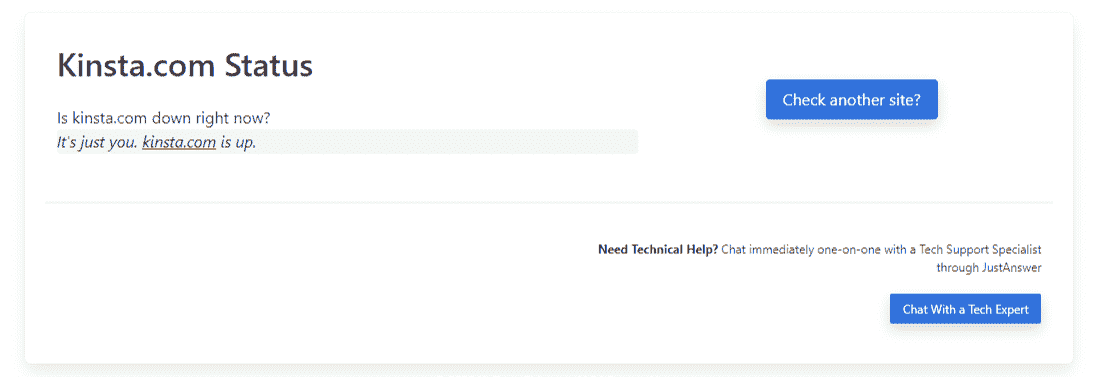 Kinsta.com Status
Check another site?
Is kinsta.com down right now?
It's just you. kinsta.com is up.
Need Technical Help? Chat immediately one-on-one with a Tech Support Specialist
through JustAnswer
Chat With a Tech Expert